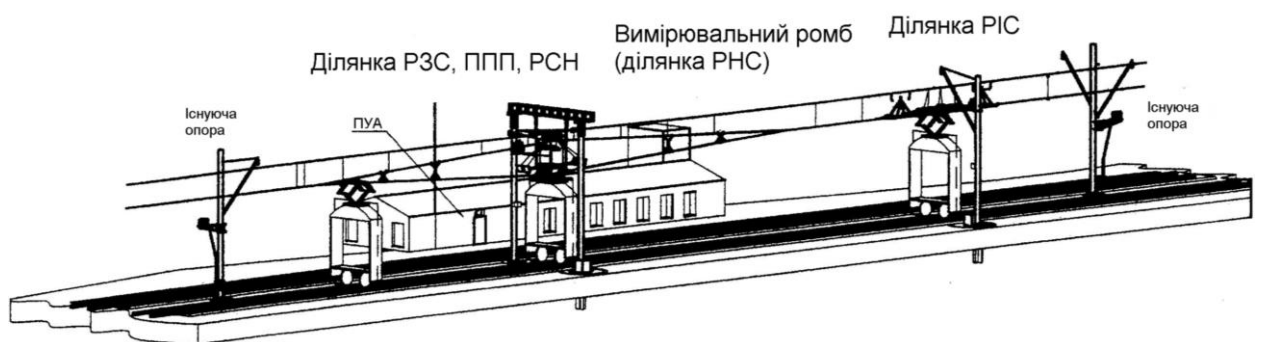 Ділянка РЗС, ППП, РСН
Вимірювальний ромб
(ділянка РНС)
Ділянка РІС
Існуюча
опора
ПУА
Існуюча
опора